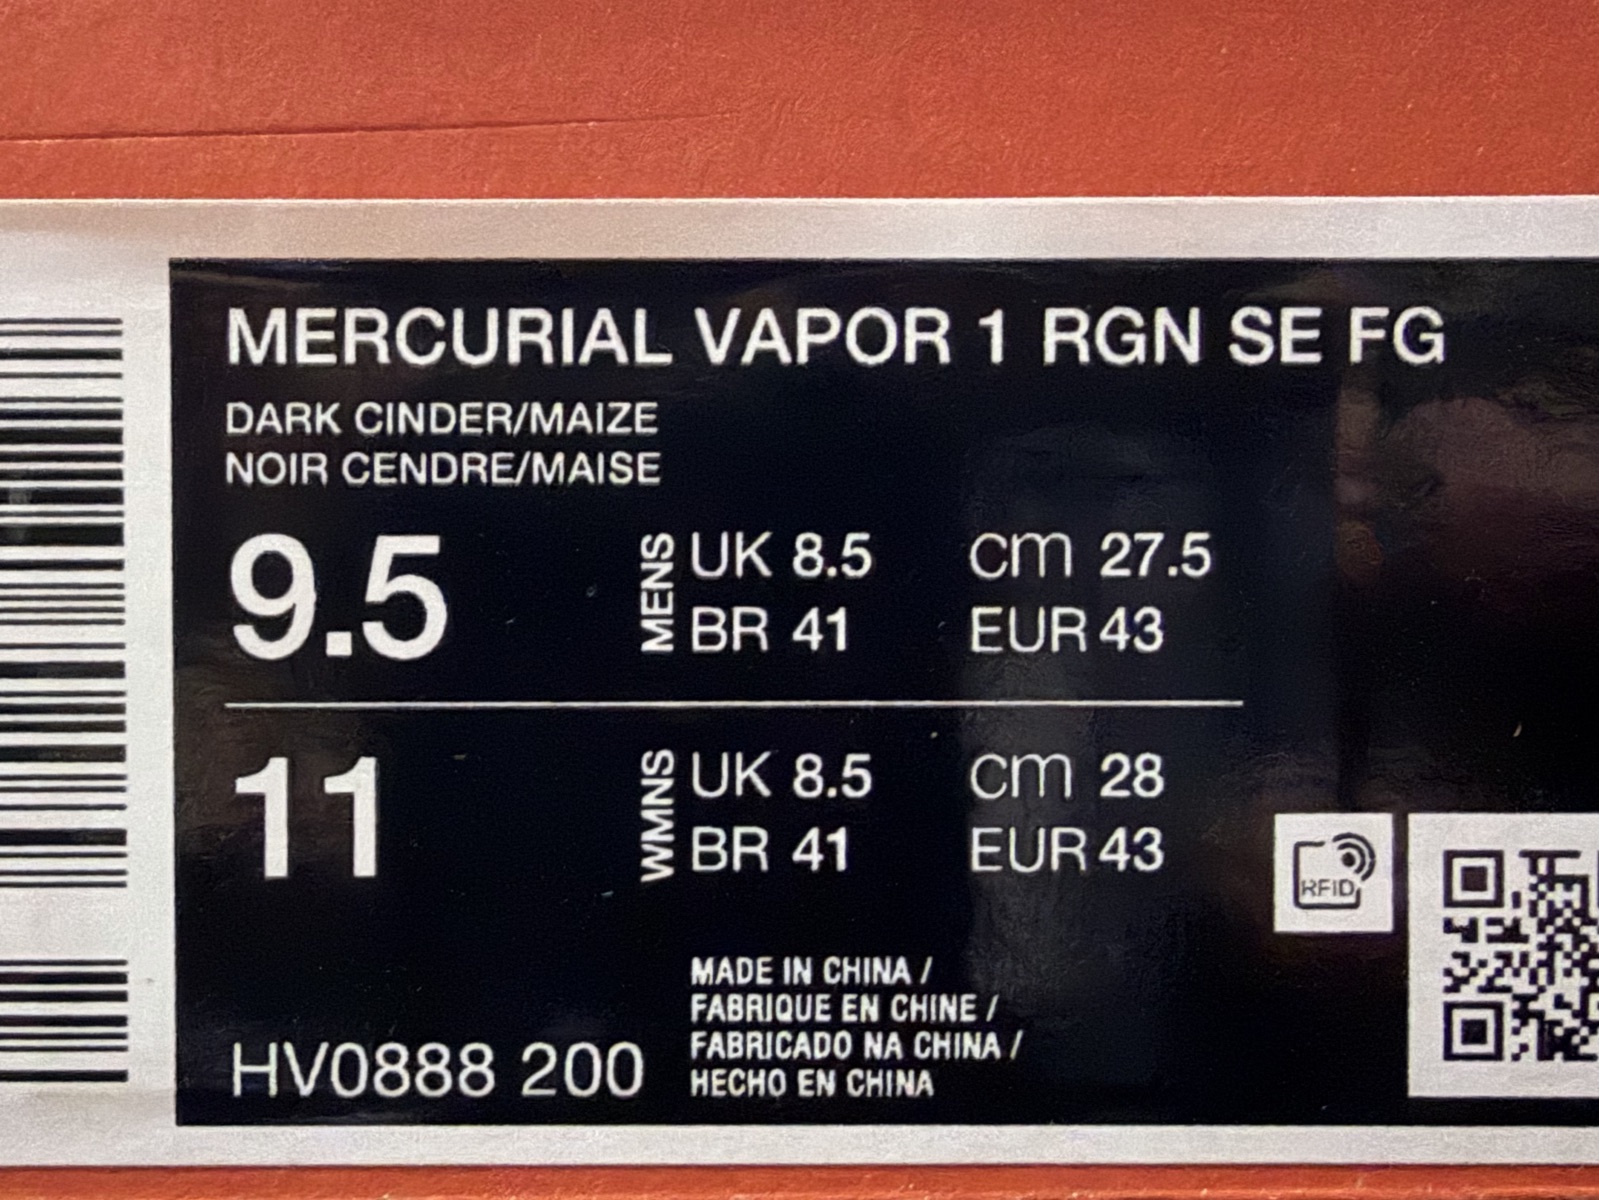 MERCURIAL VAPOR 1 RGN SE FG
DARK CINDER/MAIZE
NOIR CENDRE/MAISE
9.5 MENS UK 8.5 cm 27.5
BR 41 EUR 43
11 WMNS UK 8.5 cm 28
BR 41 EUR 43
RFID
MADE IN CHINA /
FABRIQUE EN CHINE /
FABRICADO NA CHINA /
HECHO EN CHINA
HV0888 200